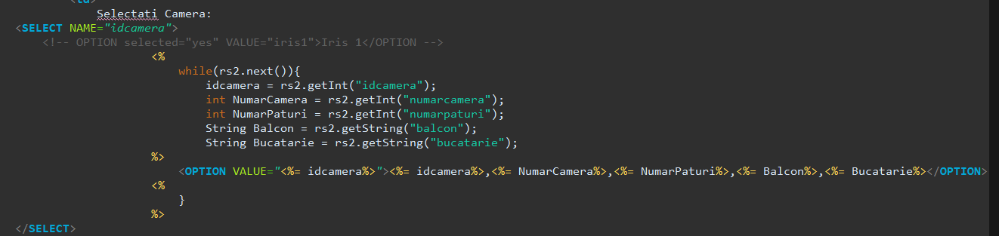 <td>
Selectati Camera:
<SELECT NAME="idcamera">
<!-- OPTION selected="yes" VALUE="iris1">Iris 1</OPTION -->
<%
while(rs2.next()){
idcamera = rs2.getInt("idcamera");
int NumarCamera = rs2.getInt("numarcamera");
int NumarPaturi = rs2.getInt("numarpaturi");
String Balcon = rs2.getString("balcon");
String Bucatarie = rs2.getString("bucatarie");
%>
<OPTION VALUE="<%= idcamera%>"><%= idcamera%>,<%= NumarCamera%>,<%= NumarPaturi%>,<%= Balcon%>,<%= Bucatarie%></OPTION>
<%
}
%>
</SELECT>